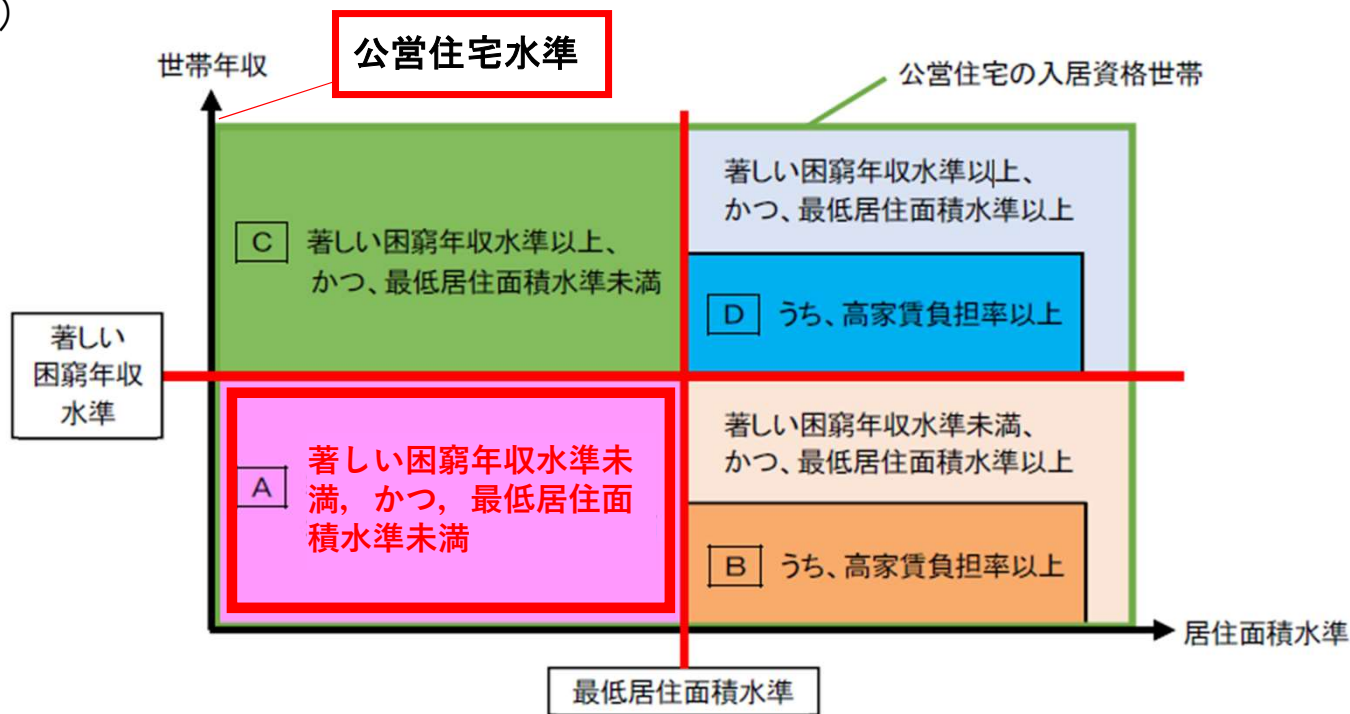 )
公営住宅水準
世帯年収
公営住宅の入居資格世帯
著しい困窮年収水準以上、
かつ、最低居住面積水準以上
C
著しい困窮年収水準以上、
かつ、最低居住面積水準未満
D
うち、高家賃負担率以上
著しい
困窮年収
水準
著しい困窮年収水準未満、
かつ、最低居住面積水準以上
A
著しい困窮年収水準未
満，かつ，最低居住面
積水準未満
B
うち、高家賃負担率以上
居住面積水準
最低居住面積水準